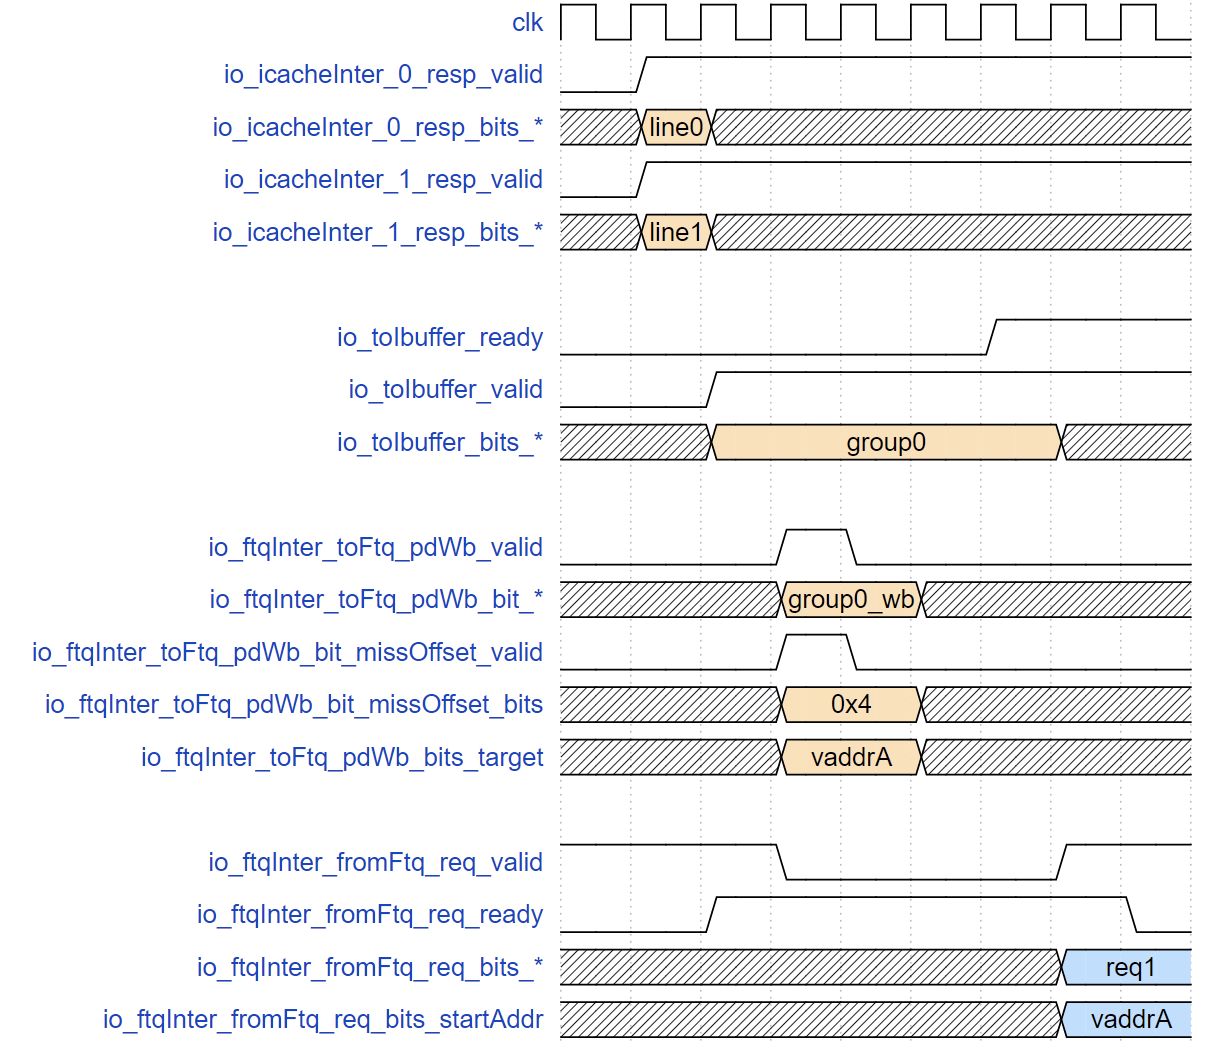 clk
io_icacheInter_0_resp_valid
io_icacheInter_0_resp_bits_* line0
io_icacheInter_1_resp_valid
io_icacheInter_1_resp_bits_* line1
io_toIbuffer_ready
io_toIbuffer_valid
io_toIbuffer_bits_* group0
io_ftqInter_toFtq_pdWb_valid
io_ftqInter_toFtq_pdWb_bit_* group0_wb
io_ftqInter_toFtq_pdWb_bit_missOffset_valid
io_ftqInter_toFtq_pdWb_bit_missOffset_bits 0x4
io_ftqInter_toFtq_pdWb_bits_target vaddrA
io_ftqInter_fromFtq_req_valid
io_ftqInter_fromFtq_req_ready
io_ftqInter_fromFtq_req_bits_* req1
io_ftqInter_fromFtq_req_bits_startAddr vaddrA